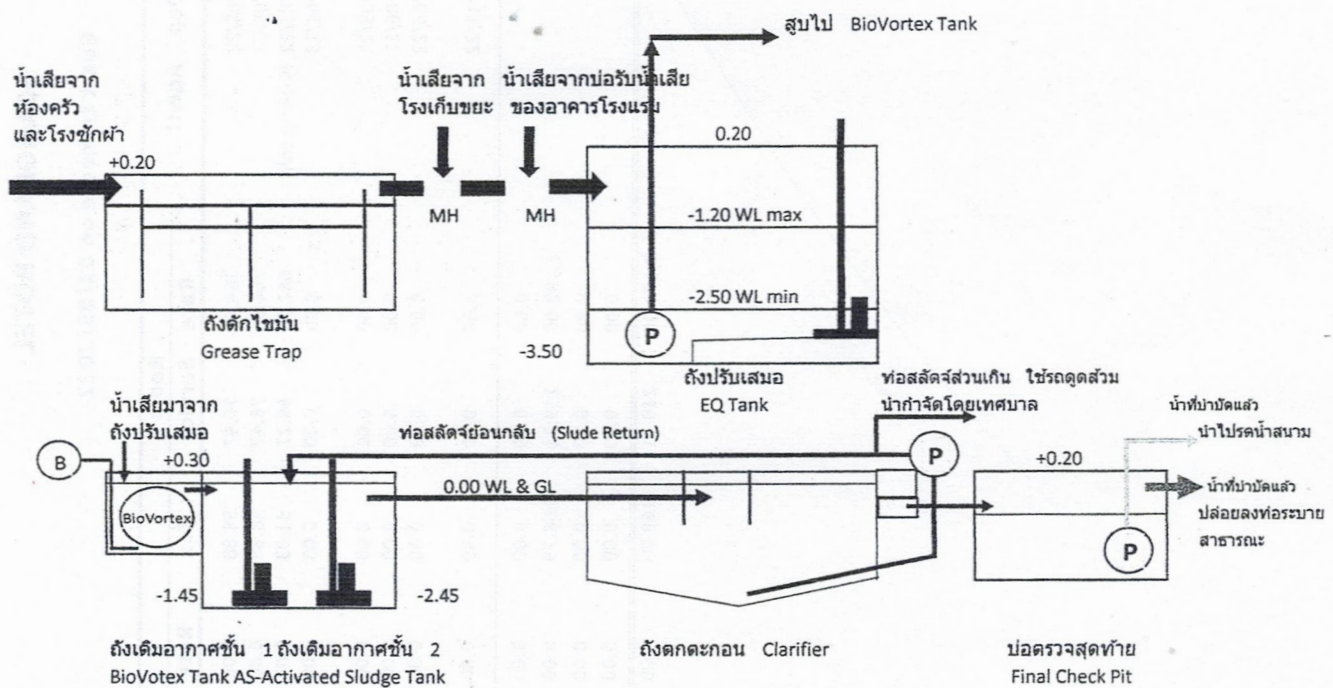 สูบไป BioVortex Tank
น้ำเสียจาก
ห้องครัว
และโรงซักผ้า
น้ำเสียจาก
โรงเก็บขยะ
น้ำเสียจากบ่อรับน้ำเสีย
ของอาคารโรงแรม
+0.20
0.20
MH
MH
-1.20 WL max
-2.50 WL min
P
-3.50
ถังดักไขมัน
Grease Trap
ถังปรับเสมอ
EQ Tank
ท่อสลัดจ์ส่วนเกิน ใช้รถดูดส้วม
นำกำจัดโดยเทศบาล
น้ำเสียมาจาก
ถังปรับเสมอ
ท่อสลัดจ์ย้อนกลับ (Slude Return)
น้ำที่บำบัดแล้ว
นำไปรดน้ำสนาม
B
+0.30
P
+0.20
0.00 WL & GL
BioVortex
น้ำที่บำบัดแล้ว
ปล่อยลงท่อระบาย
สาธารณะ
P
-1.45
-2.45
ถังเติมอากาศชั้น 1 ถังเติมอากาศชั้น 2
BioVotex Tank AS-Activated Sludge Tank
ถังตกตะกอน Clarifier
บ่อตรวจสุดท้าย
Final Check Pit